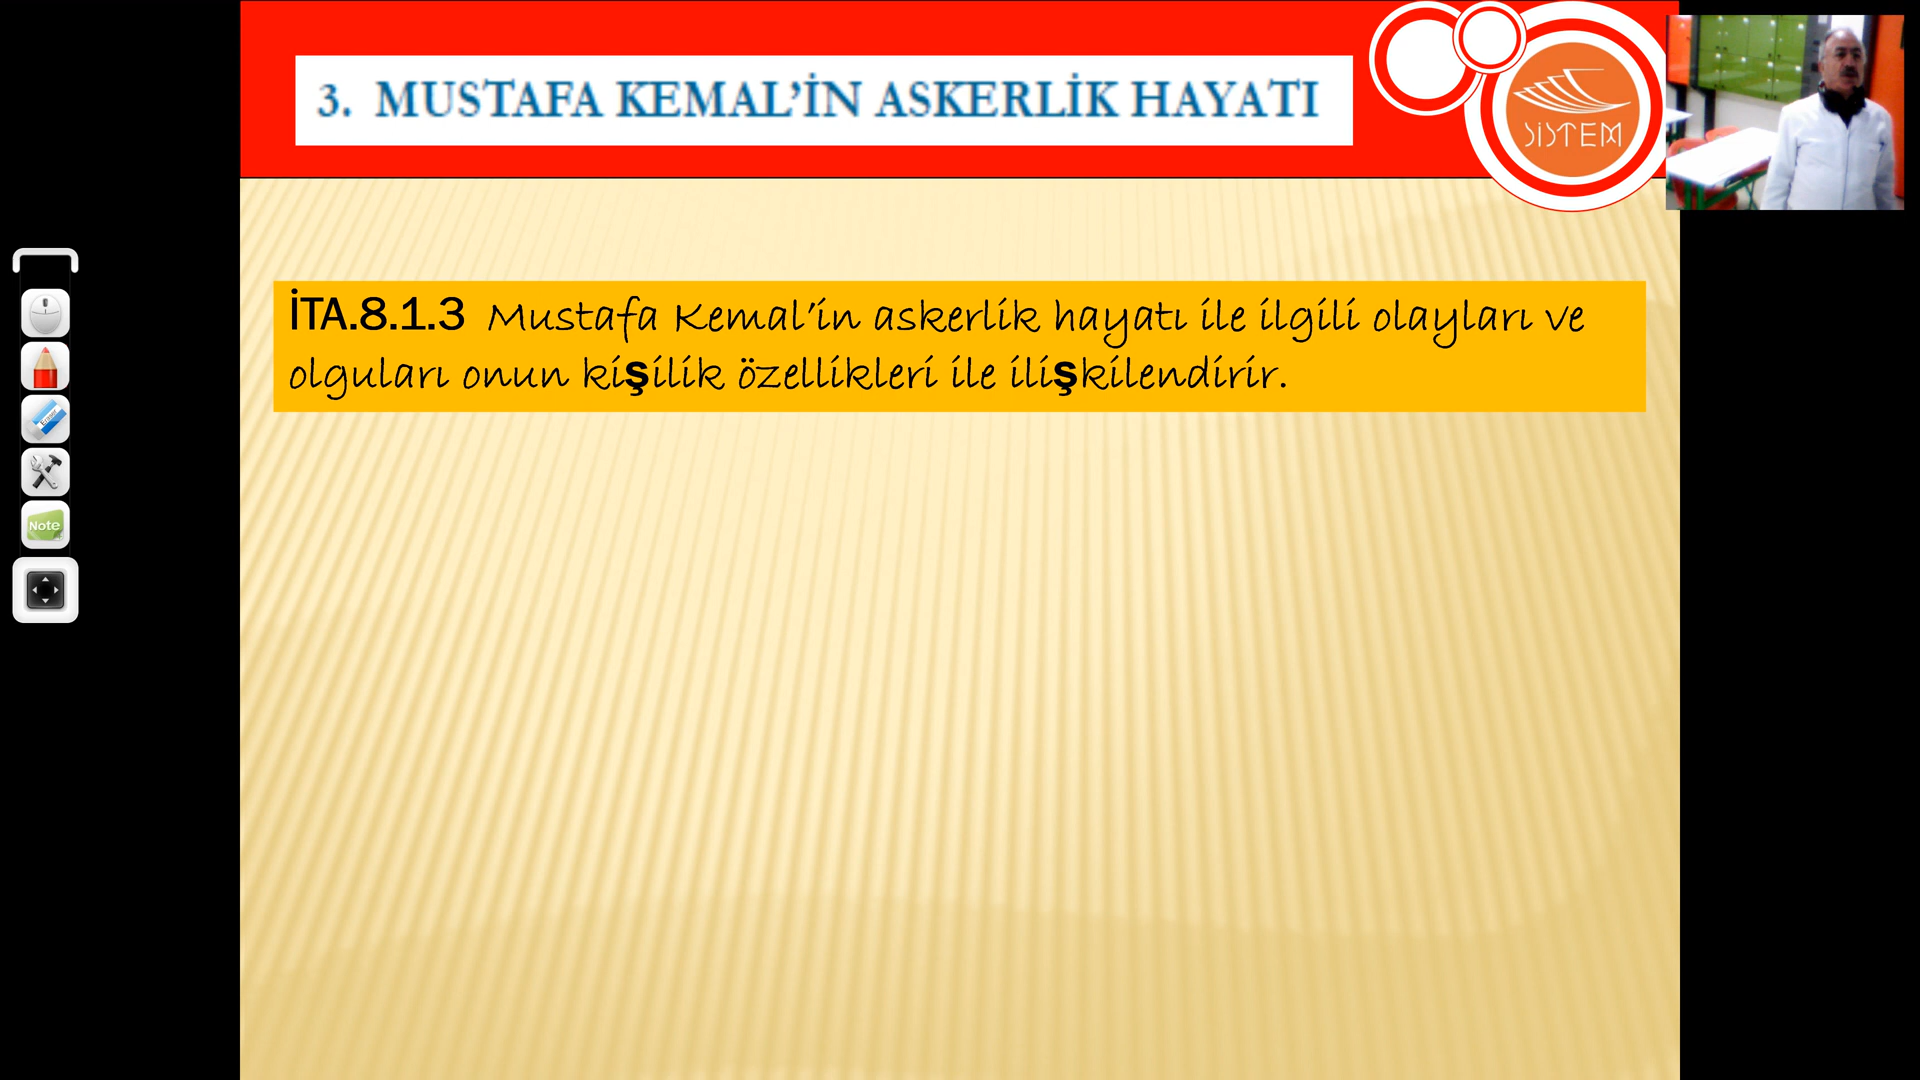 3. MUSTAFA KEMAL’İN ASKERLİK HAYATI
SİSTEM
İTA.8.1.3 Mustafa Kemal’in askerlik hayatı ile ilgili olayları ve
olguları onun kişilik özellikleri ile ilişkilendirir.
Note